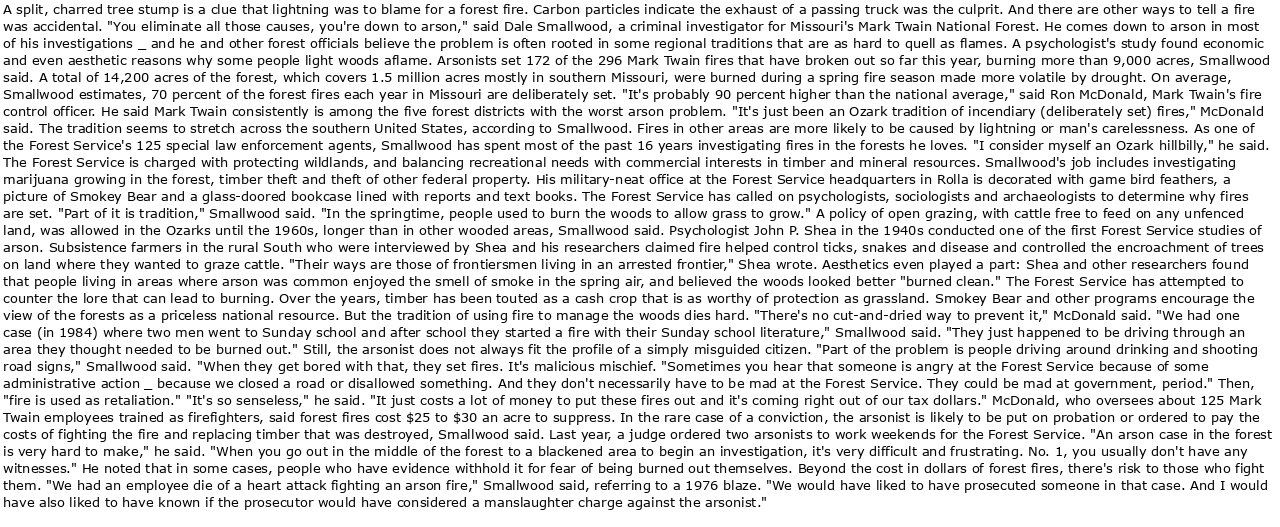 A split, charred tree stump is a clue that lightning was to blame for a forest fire. Carbon particles indicate the exhaust of a passing truck was the culprit. And there are other ways to tell a fire
was accidental. "You eliminate all those causes, you're down to arson," said Dale Smallwood, a criminal investigator for Missouri's Mark Twain National Forest. He comes down to arson in most
of his investigations _ and he and other forest officials believe the problem is often rooted in some regional traditions that are as hard to quell as flames. A psychologist's study found economic
and even aesthetic reasons why some people light woods aflame. Arsonists set 172 of the 296 Mark Twain fires that have broken out so far this year, burning more than 9,000 acres, Smallwood
said. A total of 14,200 acres of the forest, which covers 1.5 million acres mostly in southern Missouri, were burned during a spring fire season made more volatile by drought. On average,
Smallwood estimates, 70 percent of the forest fires each year in Missouri are deliberately set. "It's probably 90 percent higher than the national average," said Ron McDonald, Mark Twain's fire
control officer. He said Mark Twain consistently is among the five forest districts with the worst arson problem. "It's just been an Ozark tradition of incendiary (deliberately set) fires," McDonald
said. The tradition seems to stretch across the southern United States, according to Smallwood. Fires in other areas are more likely to be caused by lightning or man's carelessness. As one of
the Forest Service's 125 special law enforcement agents, Smallwood has spent most of the past 16 years investigating fires in the forests he loves. "I consider myself an Ozark hillbilly," he said.
The Forest Service is charged with protecting wildlands, and balancing recreational needs with commercial interests in timber and mineral resources. Smallwood's job includes investigating
marijuana growing in the forest, timber theft and theft of other federal property. His military-neat office at the Forest Service headquarters in Rolla is decorated with game bird feathers, a
picture of Smokey Bear and a glass-doored bookcase lined with reports and text books. The Forest Service has called on psychologists, sociologists and archaeologists to determine why fires
are set. "Part of it is tradition," Smallwood said. "In the springtime, people used to burn the woods to allow grass to grow." A policy of open grazing, with cattle free to feed on any unfenced
land, was allowed in the Ozarks until the 1960s, longer than in other wooded areas, Smallwood said. Psychologist John P. Shea in the 1940s conducted one of the first Forest Service studies of
arson. Subsistence farmers in the rural South who were interviewed by Shea and his researchers claimed fire helped control ticks, snakes and disease and controlled the encroachment of trees
on land where they wanted to graze cattle. "Their ways are those of frontiersmen living in an arrested frontier," Shea wrote. Aesthetics even played a part: Shea and other researchers found
that people living in areas where arson was common enjoyed the smell of smoke in the spring air, and believed the woods looked better "burned clean." The Forest Service has attempted to
counter the lore that can lead to burning. Over the years, timber has been touted as a cash crop that is as worthy of protection as grassland. Smokey Bear and other programs encourage the
view of the forests as a priceless national resource. But the tradition of using fire to manage the woods dies hard. "There's no cut-and-dried way to prevent it," McDonald said. "We had one
case (in 1984) where two men went to Sunday school and after school they started a fire with their Sunday school literature," Smallwood said. "They just happened to be driving through an
area they thought needed to be burned out." Still, the arsonist does not always fit the profile of a simply misguided citizen. "Part of the problem is people driving around drinking and shooting
road signs," Smallwood said. "When they get bored with that, they set fires. It's malicious mischief. "Sometimes you hear that someone is angry at the Forest Service because of some
administrative action _ because we closed a road or disallowed something. And they don't necessarily have to be mad at the Forest Service. They could be mad at government, period." Then,
"fire is used as retaliation." "It's so senseless," he said. "It just costs a lot of money to put these fires out and it's coming right out of our tax dollars." McDonald, who oversees about 125 Mark
Twain employees trained as firefighters, said forest fires cost $25 to $30 an acre to suppress. In the rare case of a conviction, the arsonist is likely to be put on probation or ordered to pay the
costs of fighting the fire and replacing timber that was destroyed, Smallwood said. Last year, a judge ordered two arsonists to work weekends for the Forest Service. "An arson case in the forest
is very hard to make," he said. "When you go out in the middle of the forest to a blackened area to begin an investigation, it's very difficult and frustrating. No. 1, you usually don't have any
witnesses." He noted that in some cases, people who have evidence withhold it for fear of being burned out themselves. Beyond the cost in dollars of forest fires, there's risk to those who fight
them. "We had an employee die of a heart attack fighting an arson fire," Smallwood said, referring to a 1976 blaze. "We would have liked to have prosecuted someone in that case. And I would
have also liked to have known if the prosecutor would have considered a manslaughter charge against the arsonist."